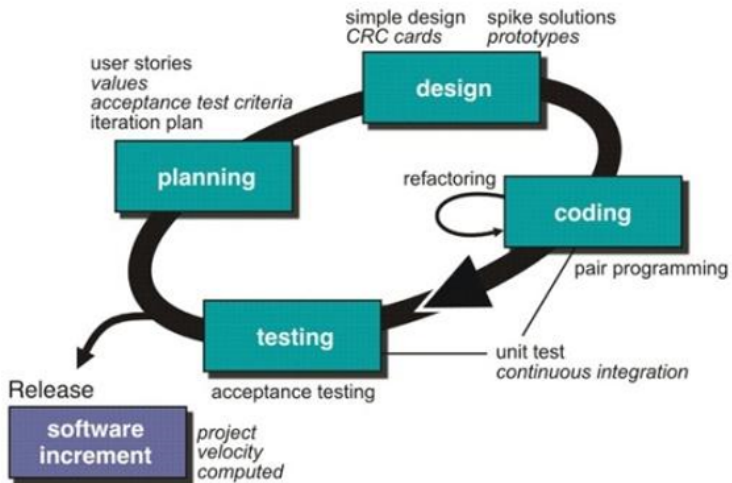 simple design
CRC cards
spike solutions
prototypes
user stories
values
acceptance test criteria
iteration plan
design
planning
refactoring
coding
pair programming
testing
unit test
continuous integration
acceptance testing
Release
software
increment
project
velocity
computed